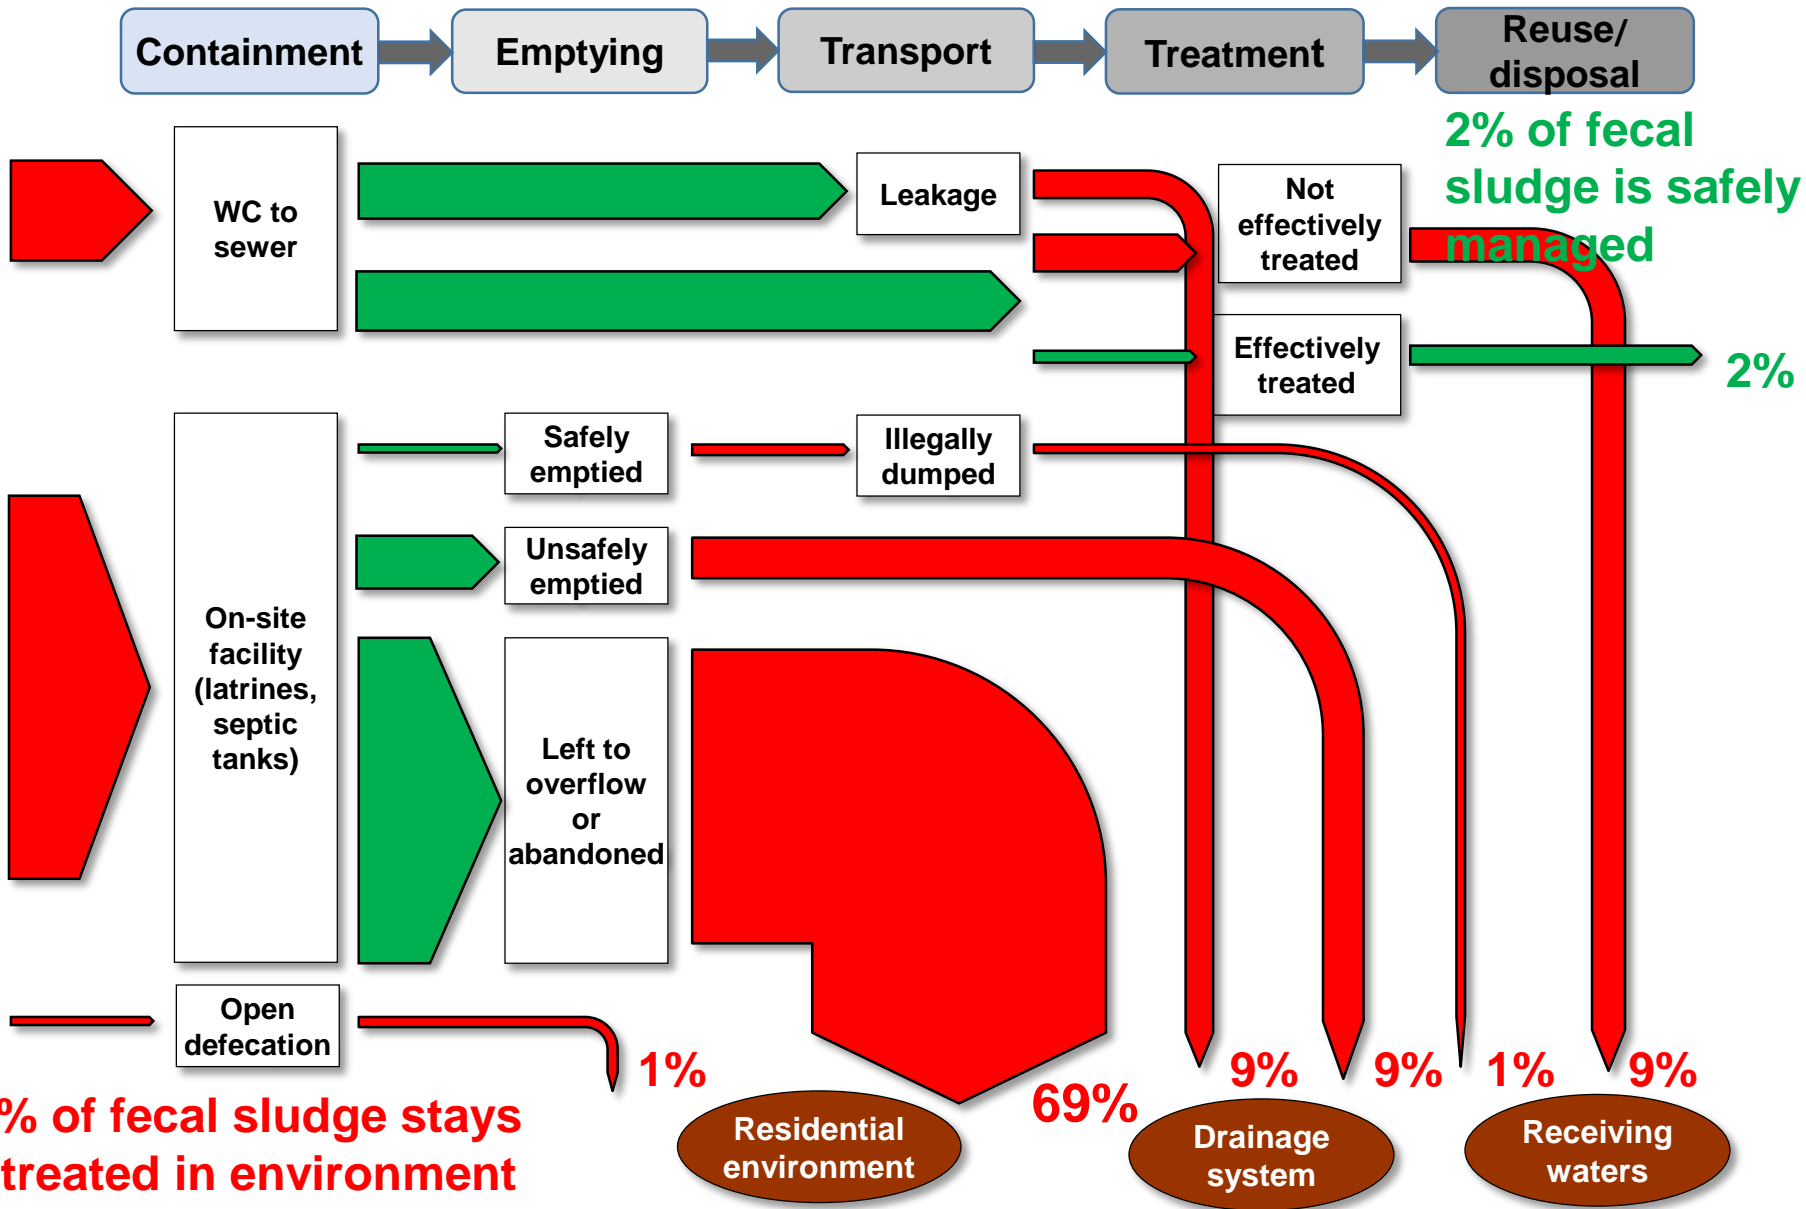 Containment
Emptying
Transport
Treatment
Reuse/
disposal
2% of fecal
sludge is safely
managed
WC to
sewer
Leakage
Not
effectively
treated
Effectively
treated
2%
On-site
facility
(latrines,
septic
tanks)
Safely
emptied
Illegally
dumped
Unsafely
emptied
Left to
overflow
or
abandoned
Open
defecation
1%
69%
9%
9%
1%
9%
% of fecal sludge stays
treated in environment
Residential
environment
Drainage
system
Receiving
waters